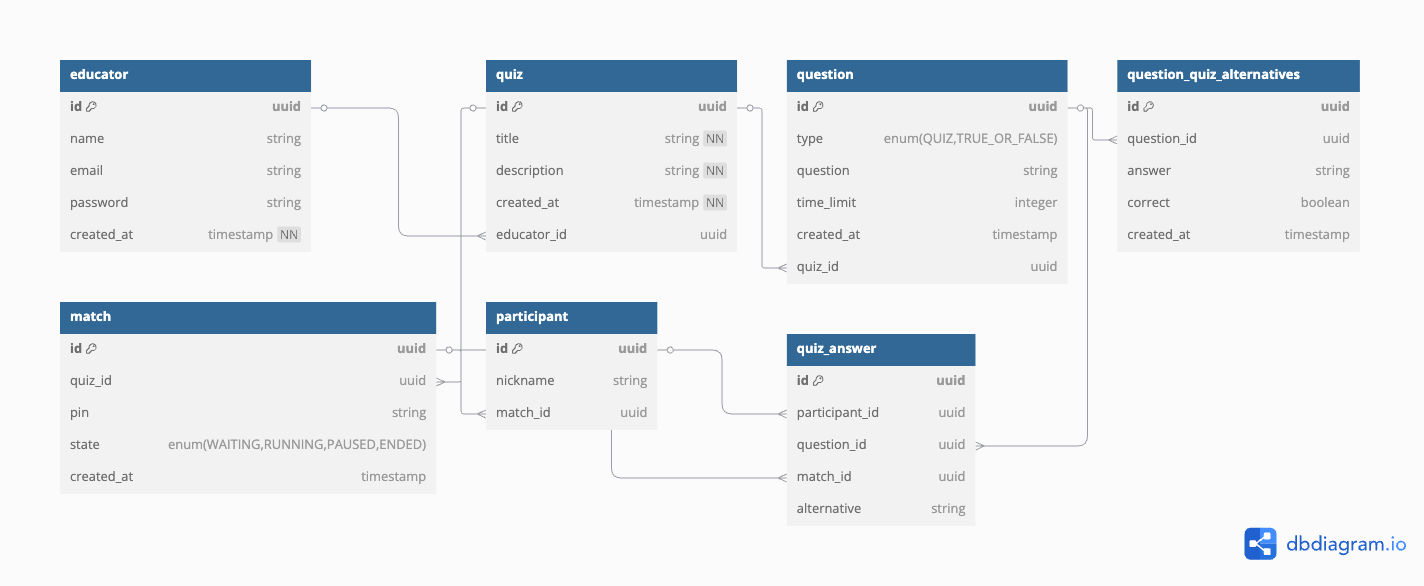 educator
id uuid
name string
email string
password string
created_at timestamp NN
quiz
id uuid
title string NN
description string NN
created_at timestamp NN
educator_id uuid
question
id uuid
type enum(QUIZ,TRUE_OR_FALSE)
question string
time_limit integer
created_at timestamp
quiz_id uuid
question_quiz_alternatives
id uuid
question_id uuid
answer string
correct boolean
created_at timestamp
match
id uuid
quiz_id uuid
pin string
state enum(WAITING,RUNNING,PAUSED,ENDED)
created_at timestamp
participant
id uuid
nickname string
match_id uuid
quiz_answer
id uuid
participant_id uuid
question_id uuid
match_id uuid
alternative string
dbdiagram.io